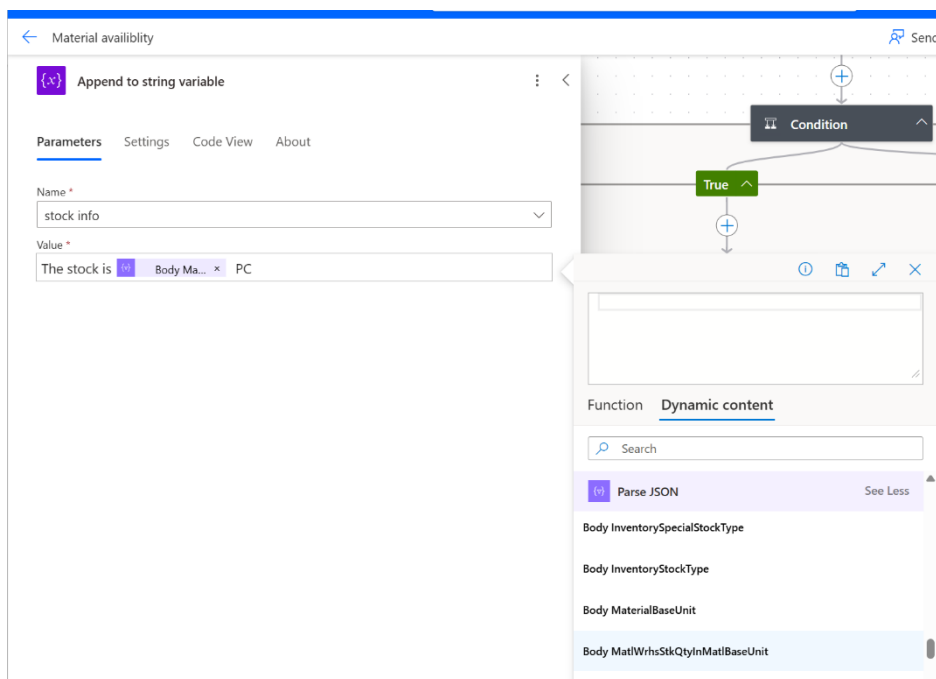 Material availiblity
Send
{x} Append to string variable
Parameters Settings Code View About
Name *
stock info
Value *
The stock is {v} Body Ma... × PC
Condition
True
Function Dynamic content
Search
{v} Parse JSON See Less
Body InventorySpecialStockType
Body InventoryStockType
Body MaterialBaseUnit
Body MatlWrhsStkQtyInMatlBaseUnit